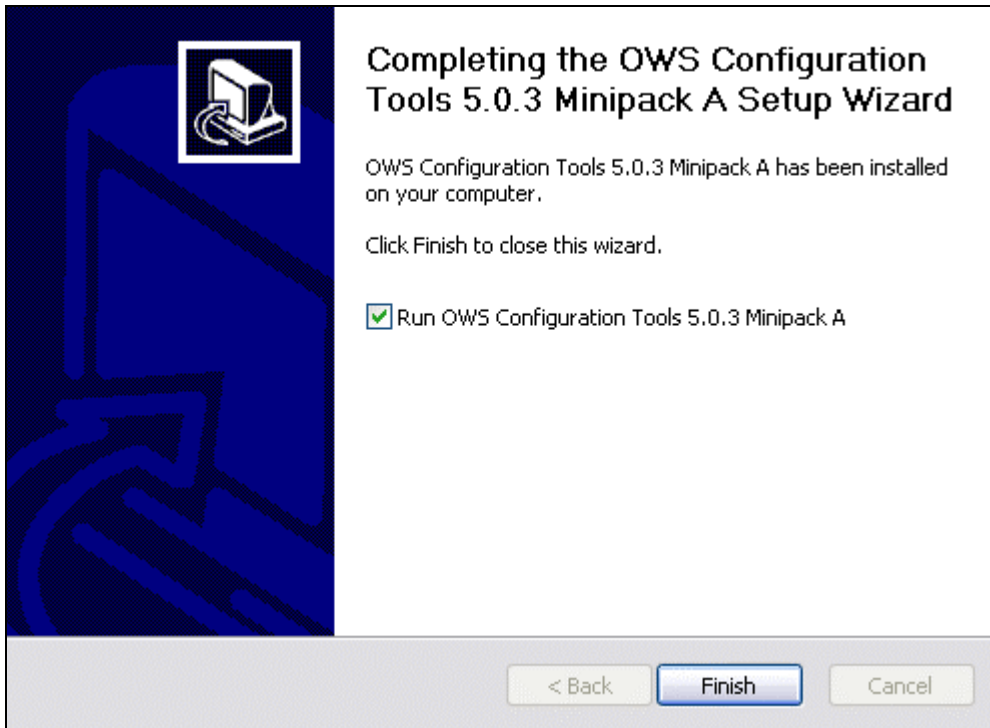 Completing the OWS Configuration
Tools 5.0.3 Minipack A Setup Wizard
OWS Configuration Tools 5.0.3 Minipack A has been installed
on your computer.
Click Finish to close this wizard.
Run OWS Configuration Tools 5.0.3 Minipack A
< Back
Finish
Cancel